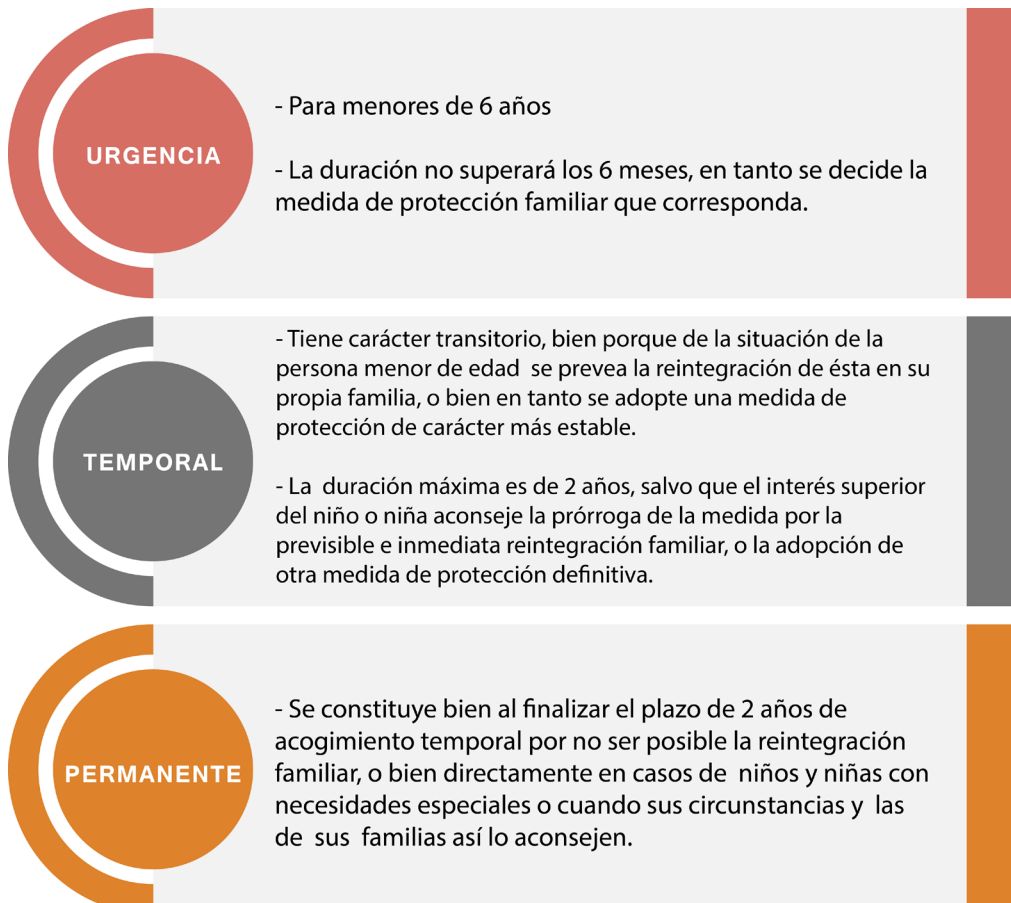 URGENCIA
- Para menores de 6 años
- La duración no superará los 6 meses, en tanto se decide la
medida de protección familiar que corresponda.
TEMPORAL
- Tiene carácter transitorio, bien porque de la situación de la
persona menor de edad  se prevea la reintegración de ésta en su
propia familia, o bien en tanto se adopte una medida de
protección de carácter más estable.
- La  duración máxima es de 2 años, salvo que el interés superior
del niño o niña aconseje la prórroga de la medida por la
previsible e inmediata reintegración familiar, o la adopción de
otra medida de protección definitiva.
PERMANENTE
- Se constituye bien al finalizar el plazo de 2 años de
acogimiento temporal por no ser posible la reintegración
familiar, o bien directamente en casos de  niños y niñas con
necesidades especiales o cuando sus circunstancias y  las
de  sus  familias así lo aconsejen.